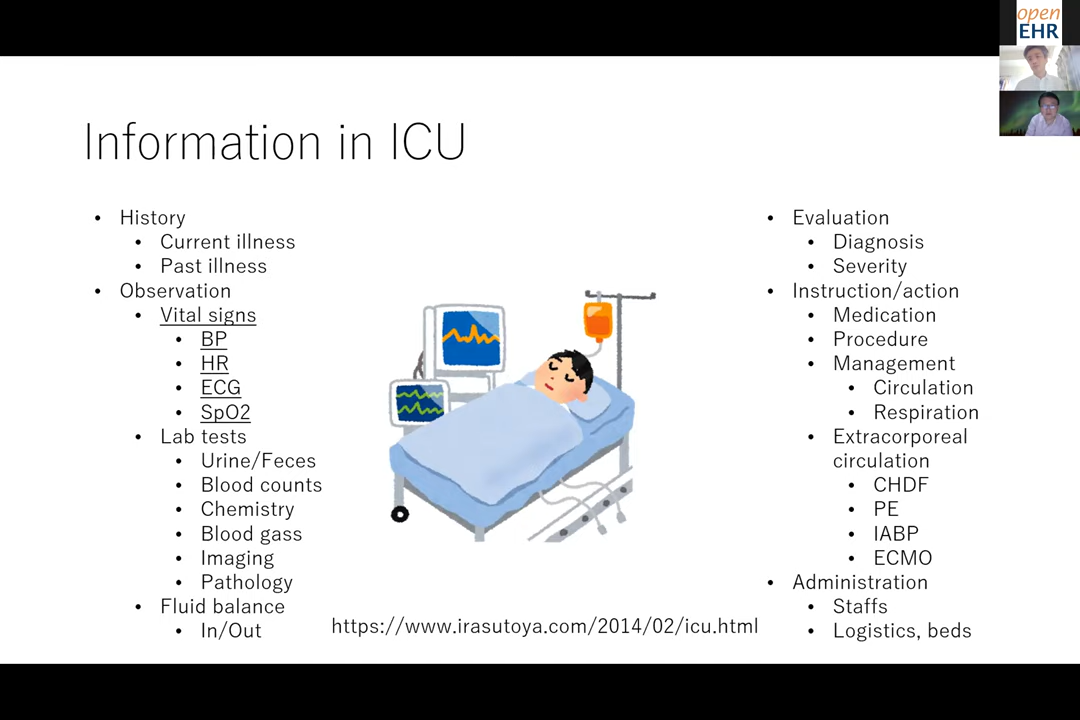 open
EHR
Information in ICU
• History
• Current illness
• Past illness
• Observation
• Vital signs
• BP
• HR
• ECG
• SpO2
• Lab tests
• Urine/Feces
• Blood counts
• Chemistry
• Blood gass
• Imaging
• Pathology
• Fluid balance
• In/Out
https://www.irasutoya.com/2014/02/icu.html
• Evaluation
• Diagnosis
• Severity
• Instruction/action
• Medication
• Procedure
• Management
• Circulation
• Respiration
• Extracorporeal
circulation
• CHDF
• PE
• IABP
• ECMO
• Administration
• Staffs
• Logistics, beds